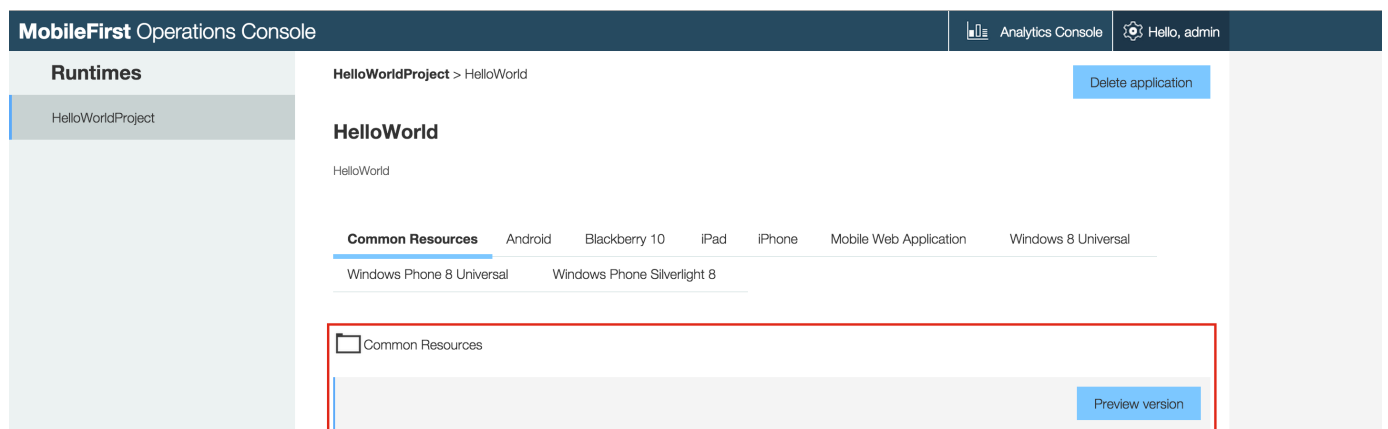 MobileFirst Operations Console
Analytics Console
Hello, admin
Runtimes
HelloWorldProject
HelloWorldProject > HelloWorld
Delete application
HelloWorld
HelloWorld
Common Resources Android Blackberry 10 iPad iPhone Mobile Web Application Windows 8 Universal
Windows Phone 8 Universal Windows Phone Silverlight 8
Common Resources
Preview version